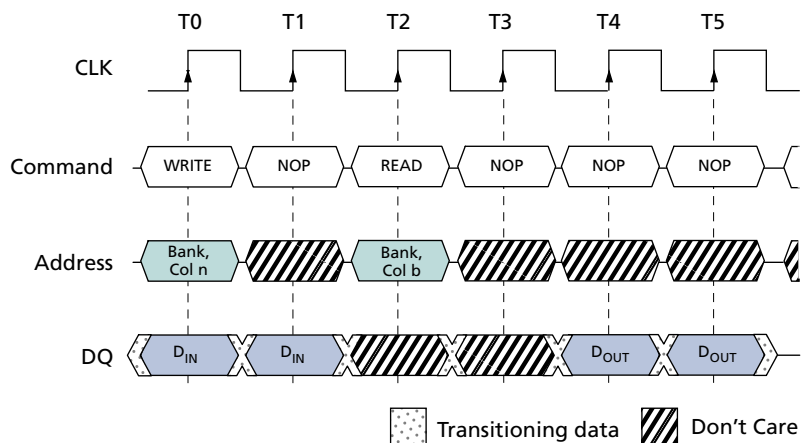 T0 T1 T2 T3 T4 T5
CLK
Command WRITE NOP READ NOP NOP NOP
Address Bank, Col n Bank, Col b
DQ DIN DIN DOUT DOUT
Transitioning data Don't Care